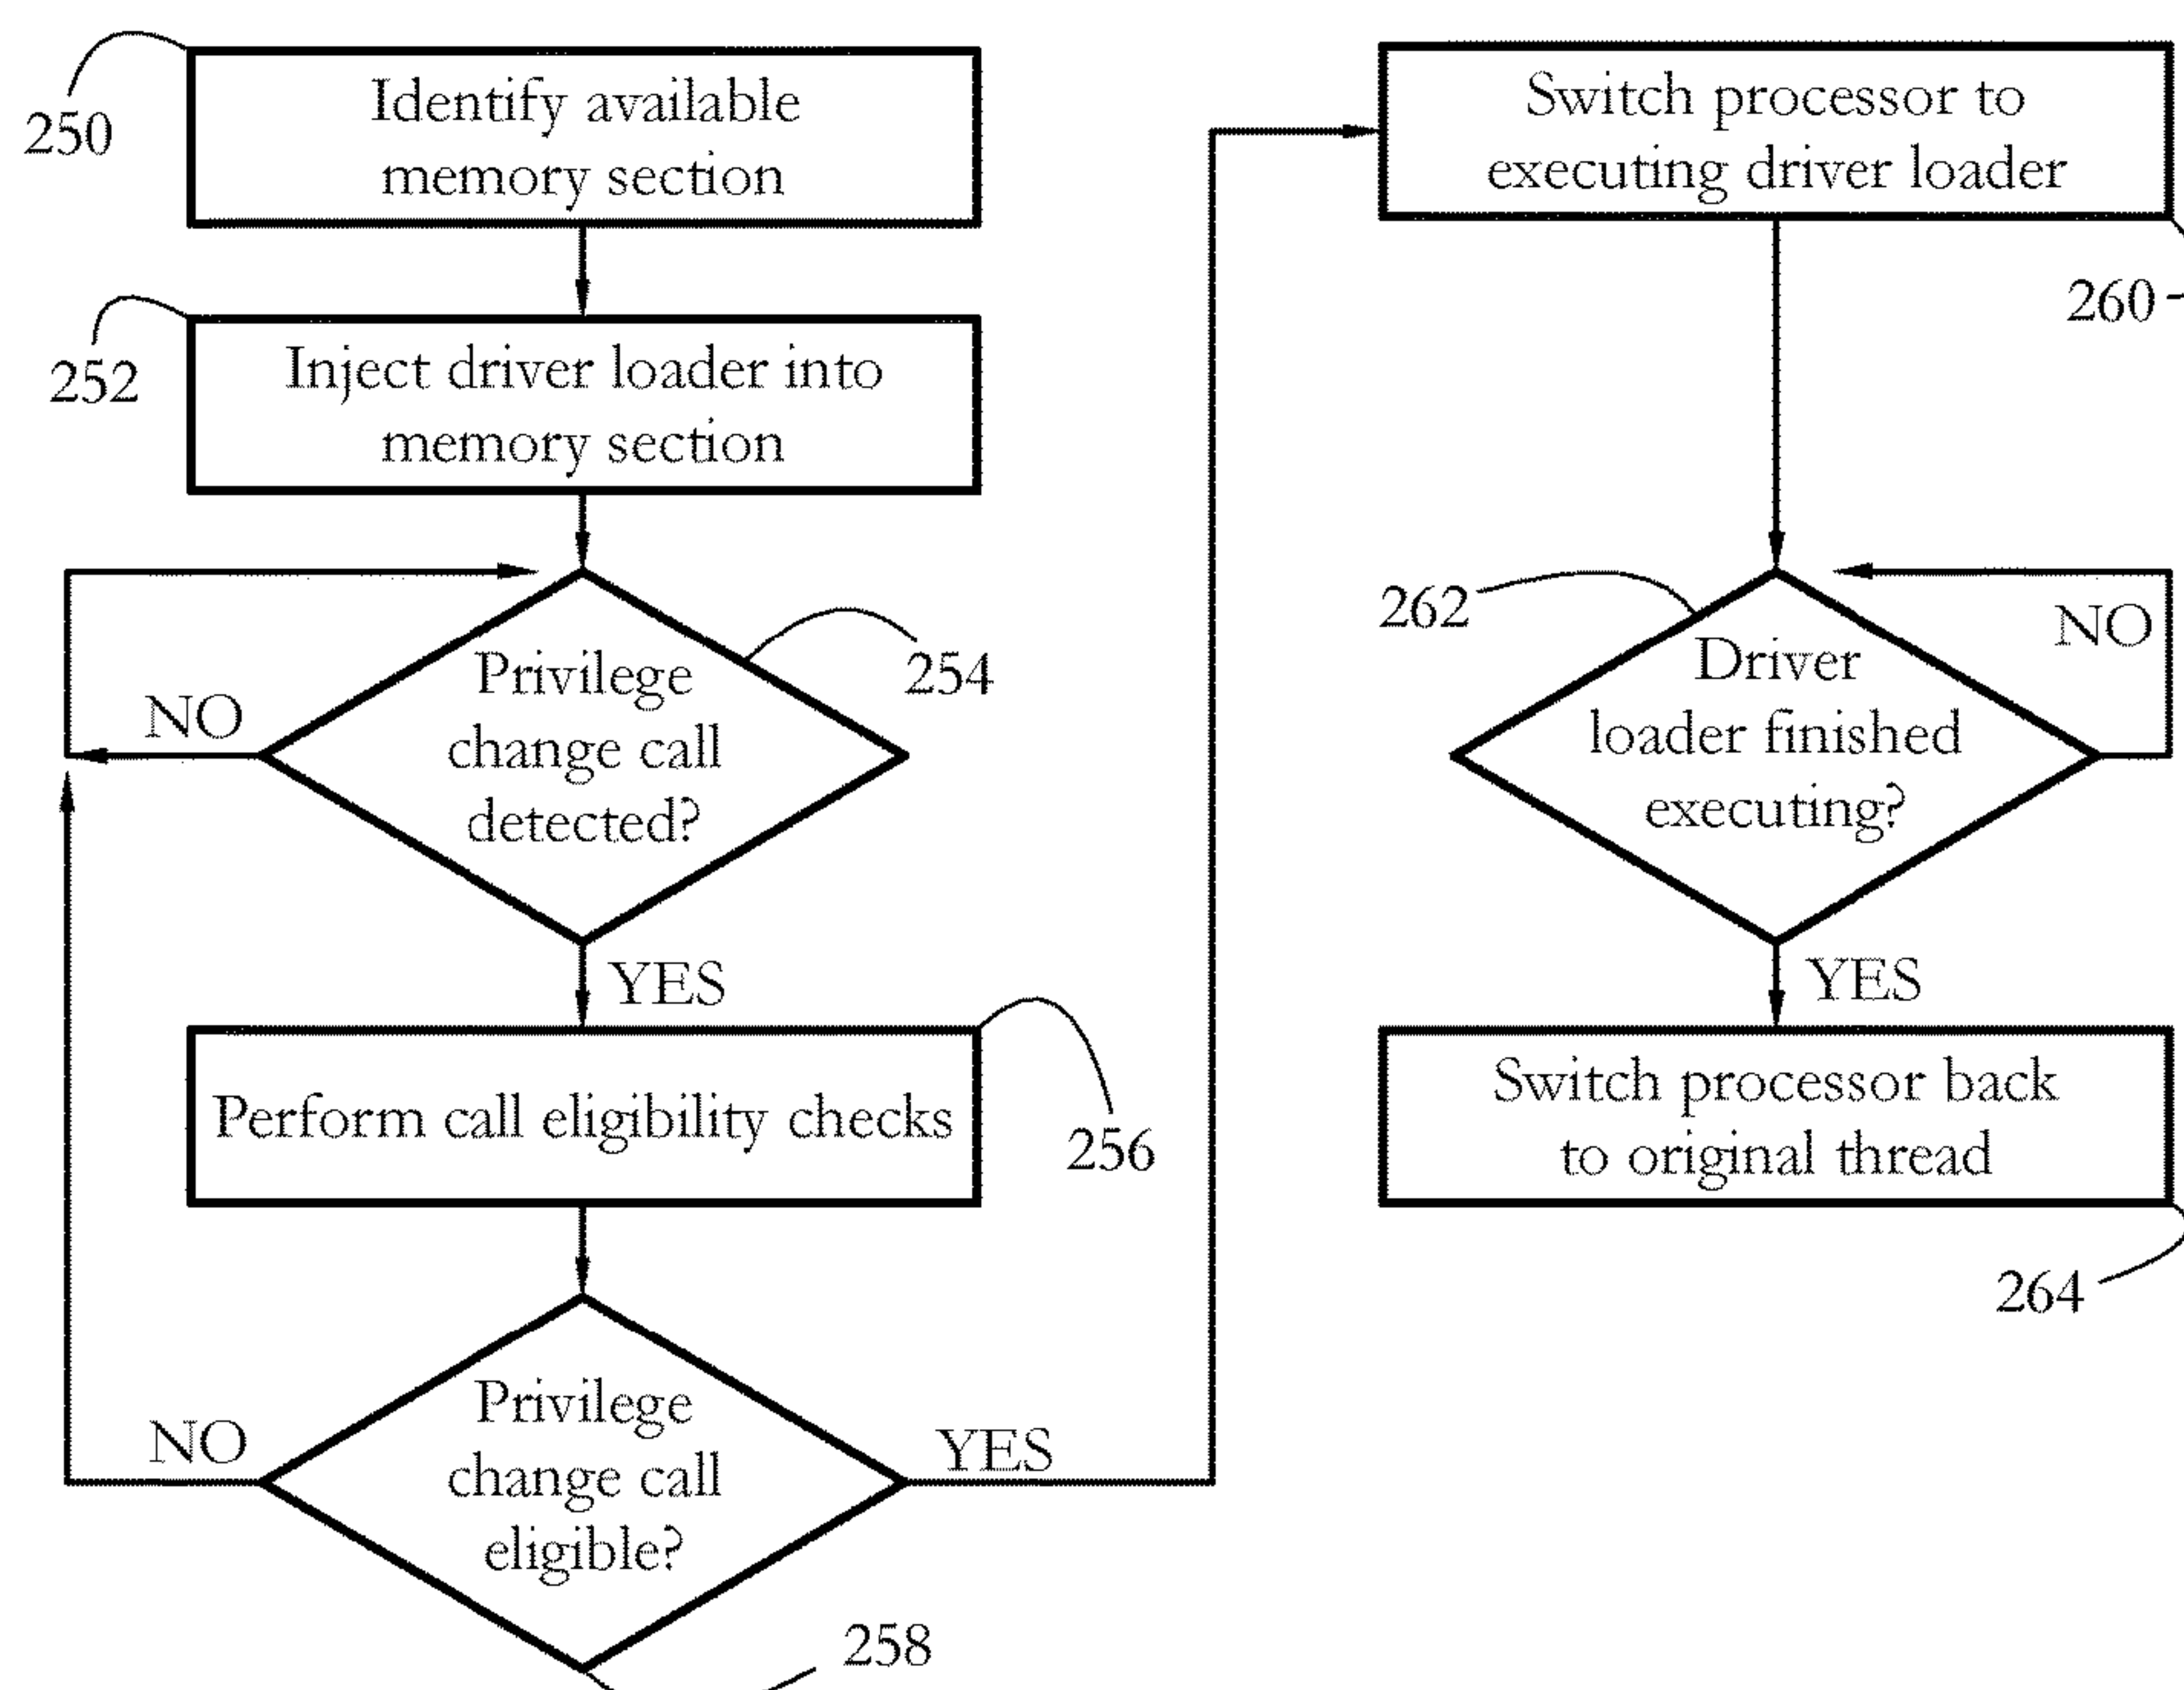 250
Identify available
memory section
252
Inject driver loader into
memory section
254
Privilege
change call
detected?
NO
YES
256
Perform call eligibility checks
258
Privilege
change call
eligible?
NO
YES
260
Switch processor to
executing driver loader
262
Driver
loader finished
executing?
NO
YES
264
Switch processor back
to original thread